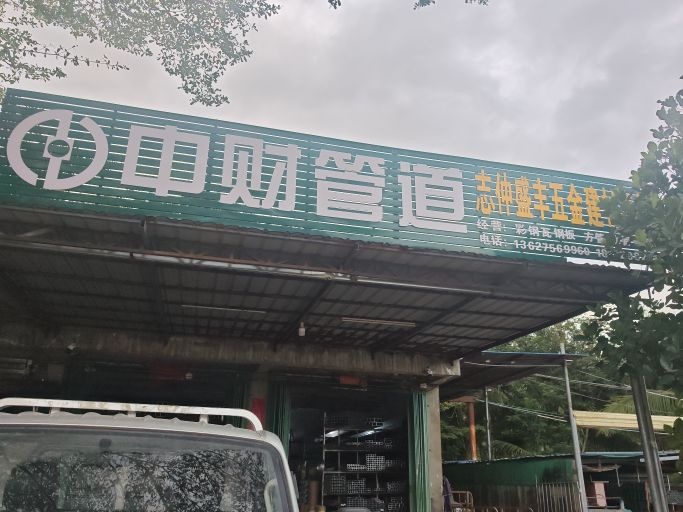 中财管道
志仲盛丰五金建
经营：彩钢瓦 钢板 方管
电话：13627569960